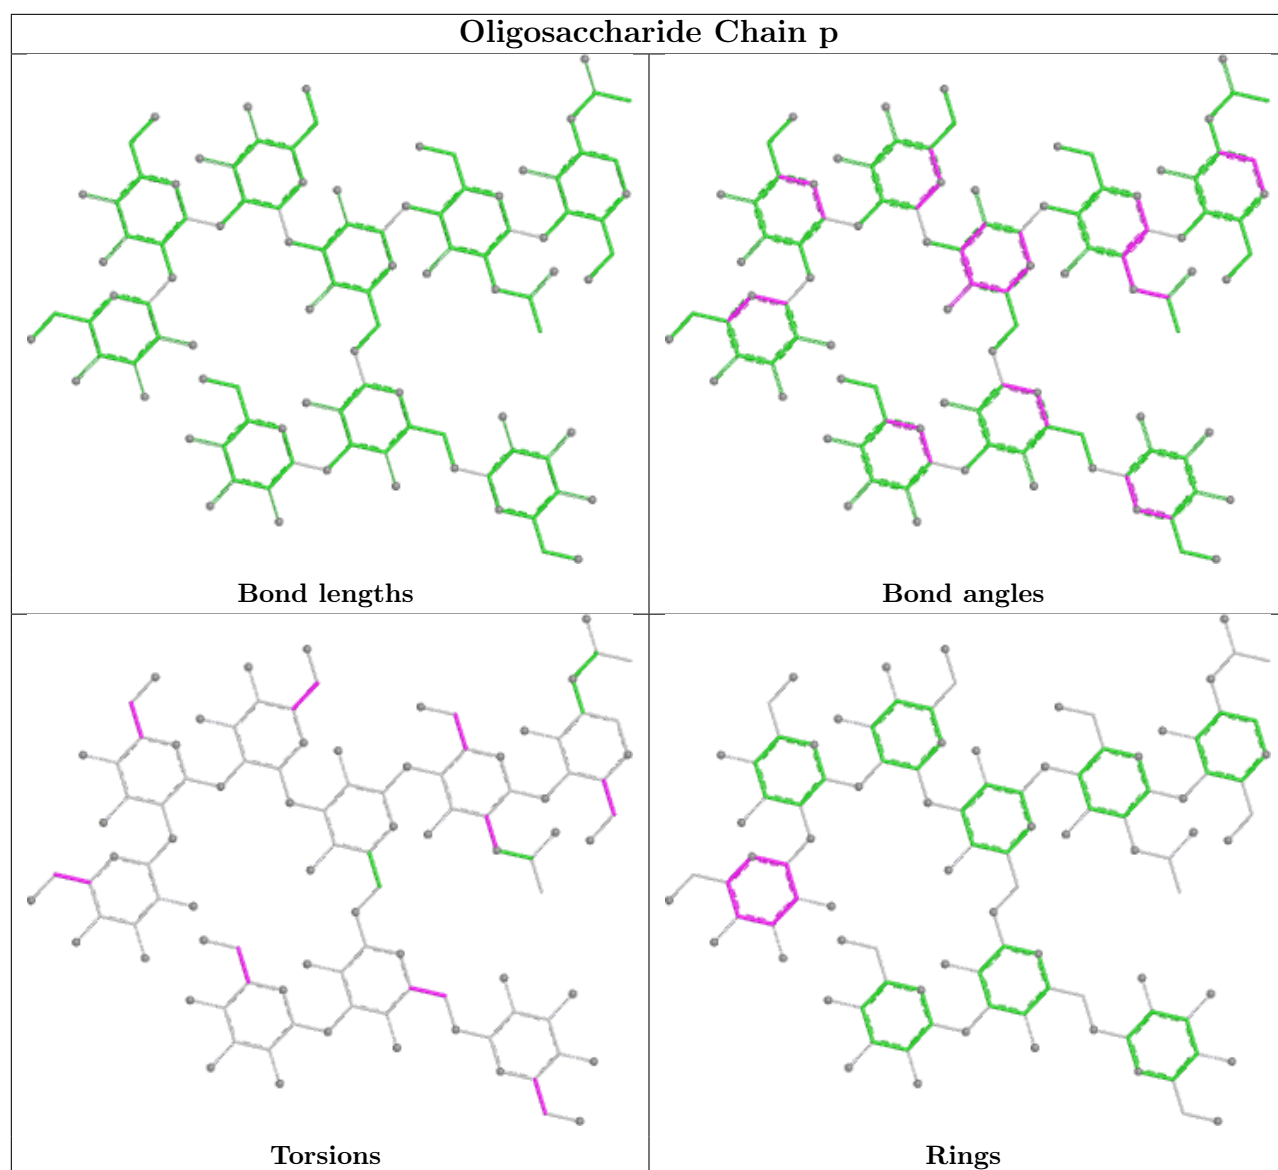 Oligosaccharide Chain p
Bond lengths
Bond angles
Torsions
Rings